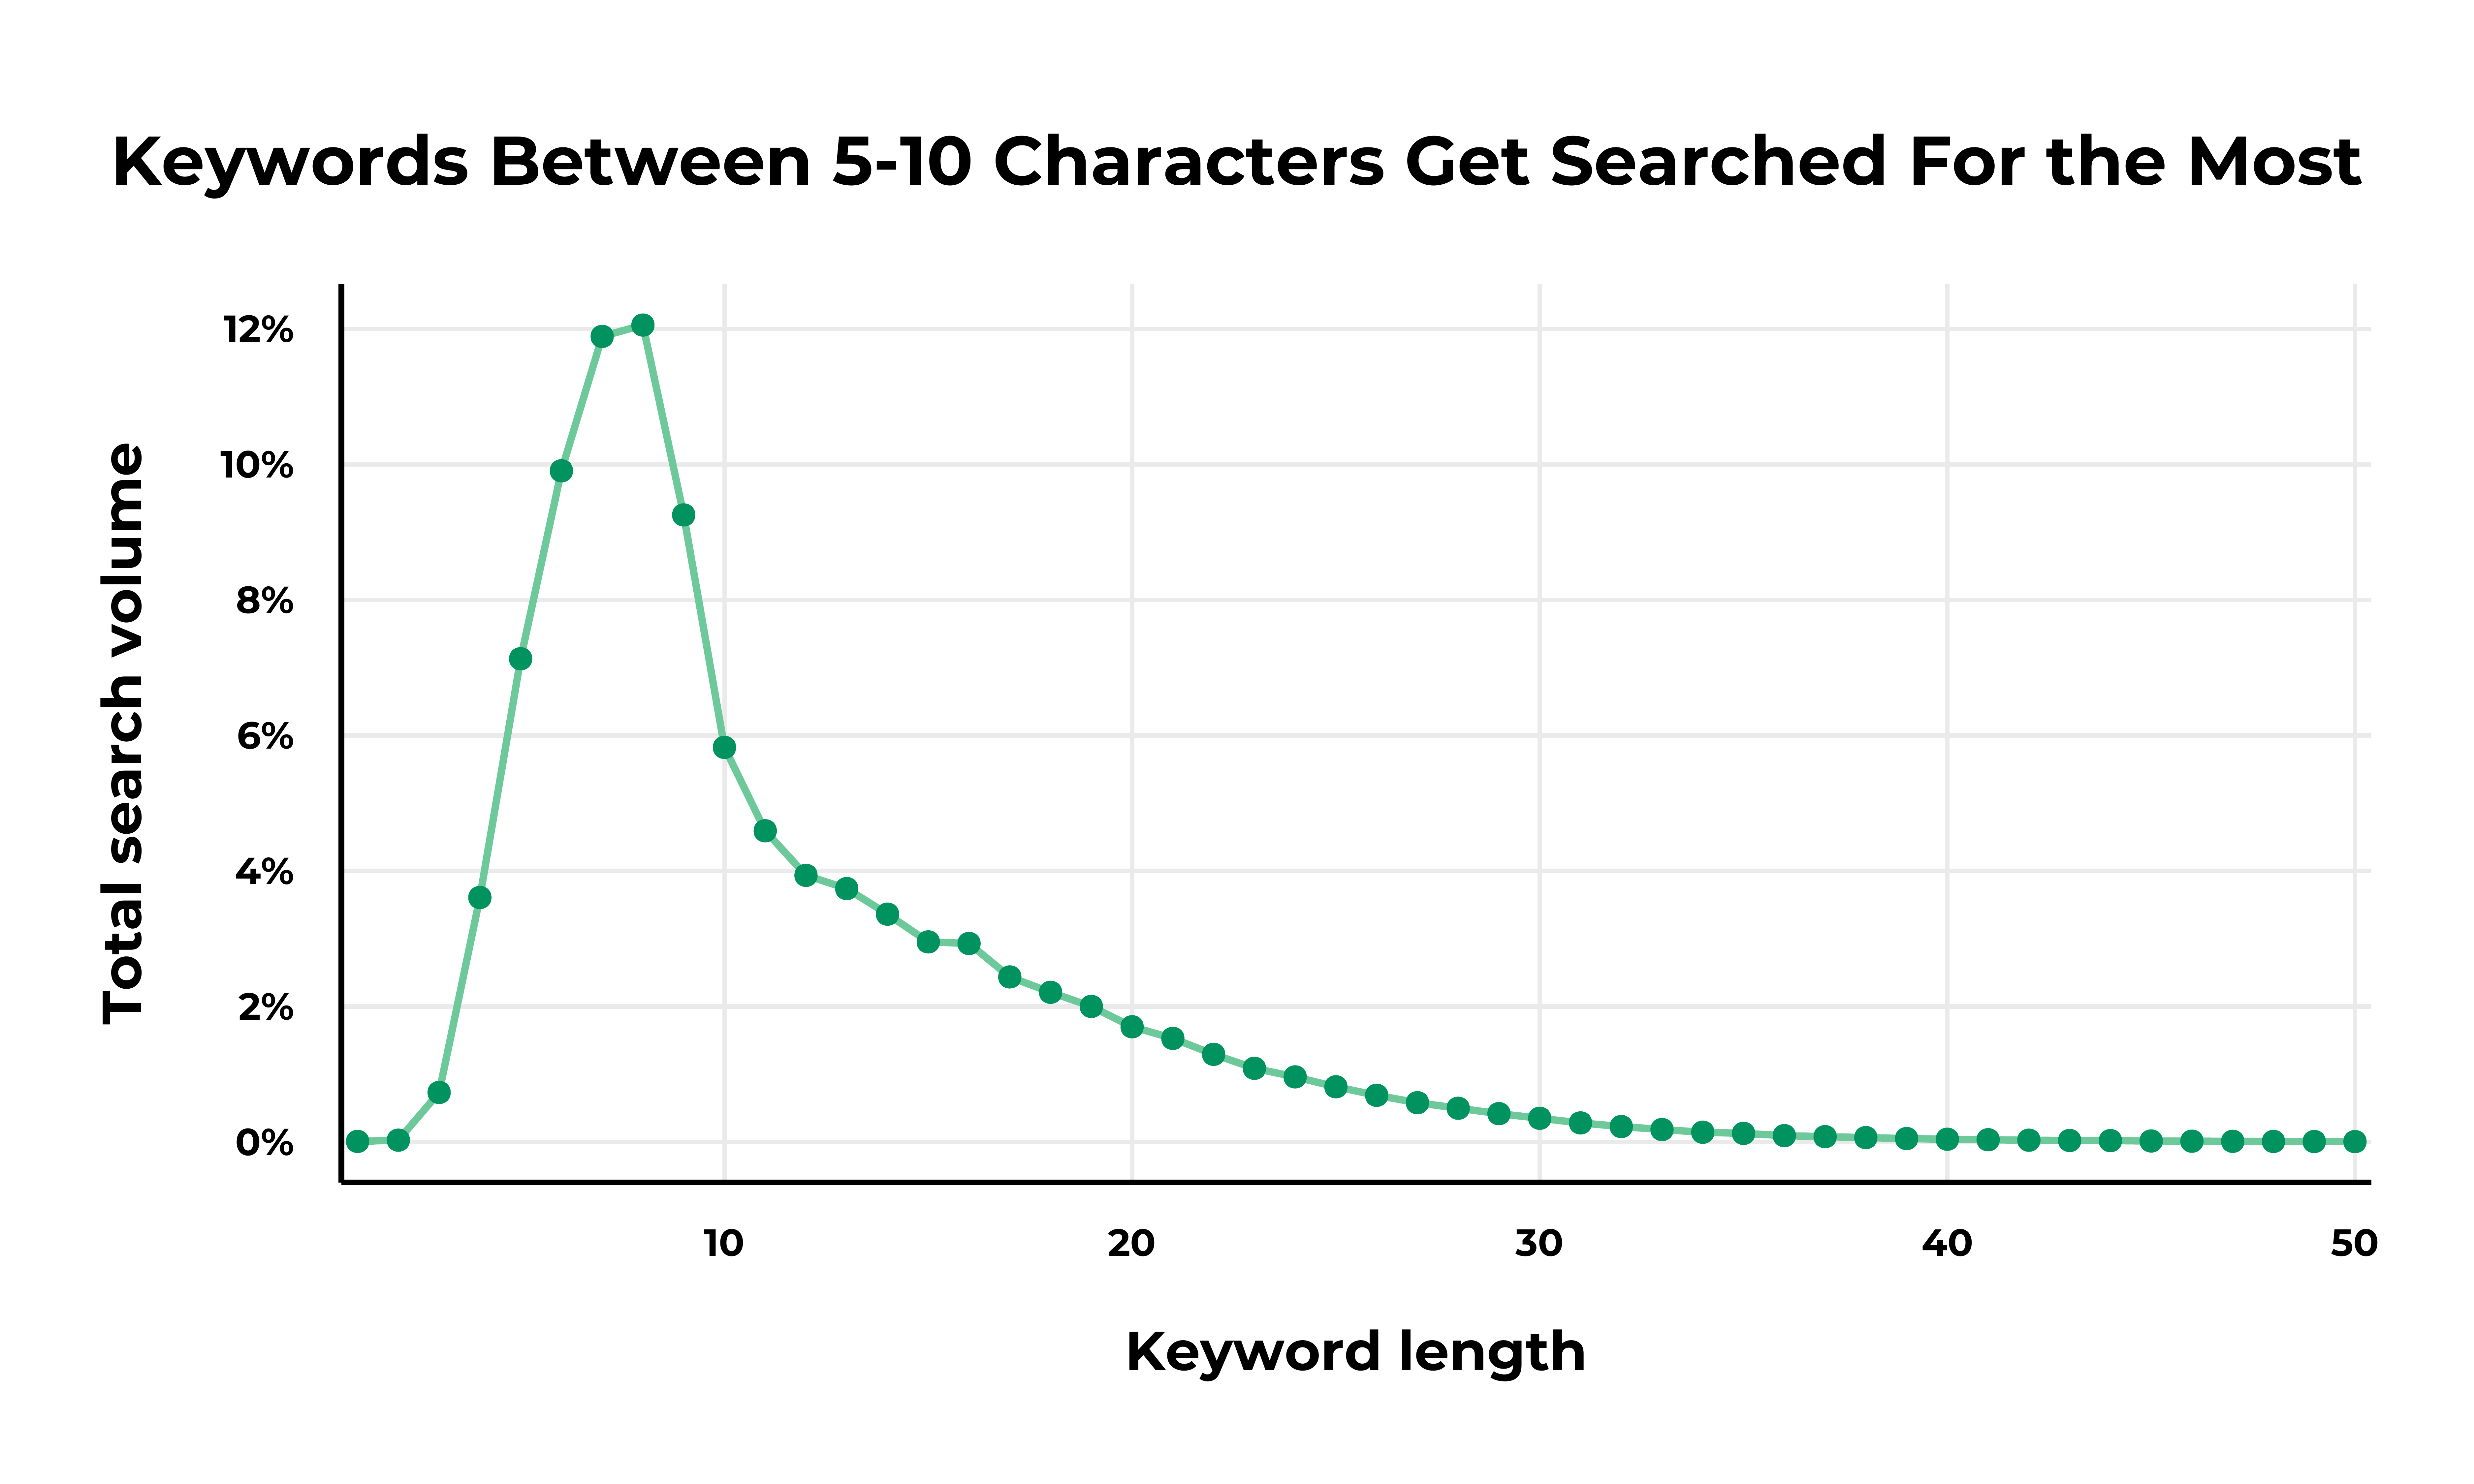 Keywords Between 5-10 Characters Get Searched For the Most
Total search volume
12%
10%
8%
6%
4%
2%
0%
10 20 30 40 50
Keyword length